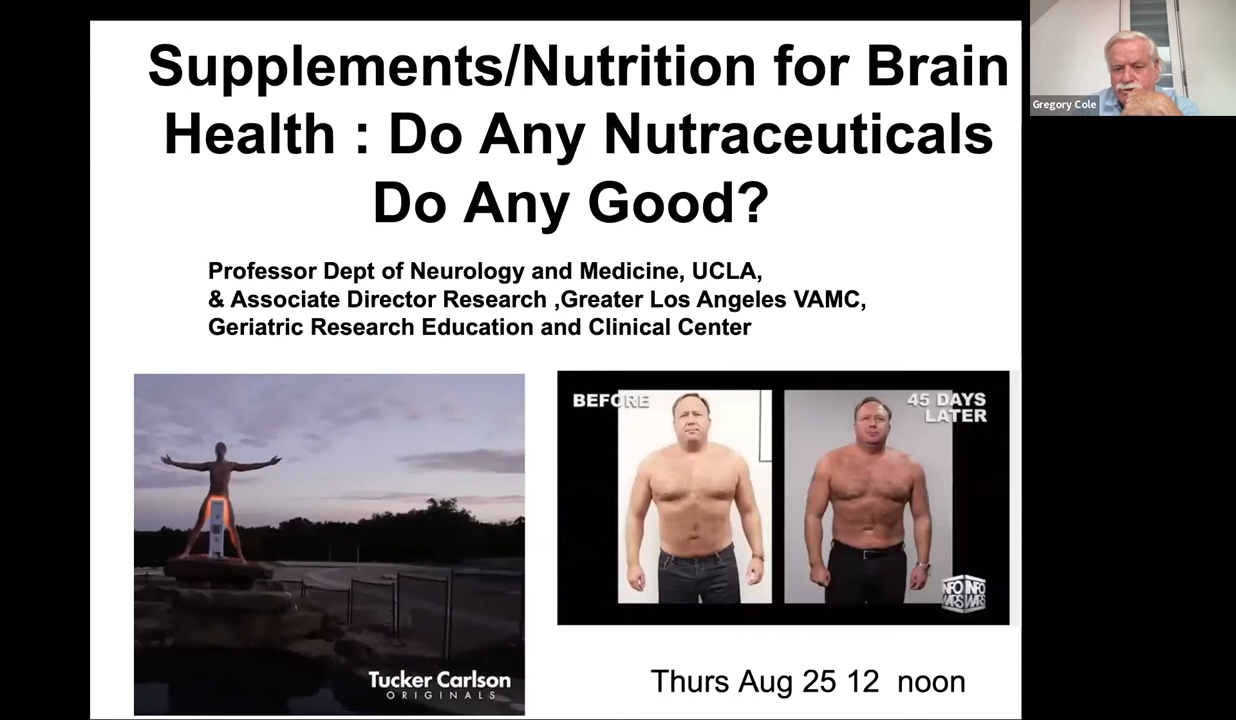 Supplements/Nutrition for Brain
Health : Do Any Nutraceuticals
Do Any Good?
Gregory Cole
Professor Dept of Neurology and Medicine, UCLA,
& Associate Director Research ,Greater Los Angeles VAMC,
Geriatric Research Education and Clinical Center
BEFORE
45 DAYS
LATER
INFO INFO
WARS WARS
Tucker Carlson
ORIGINALS
Thurs Aug 25 12 noon